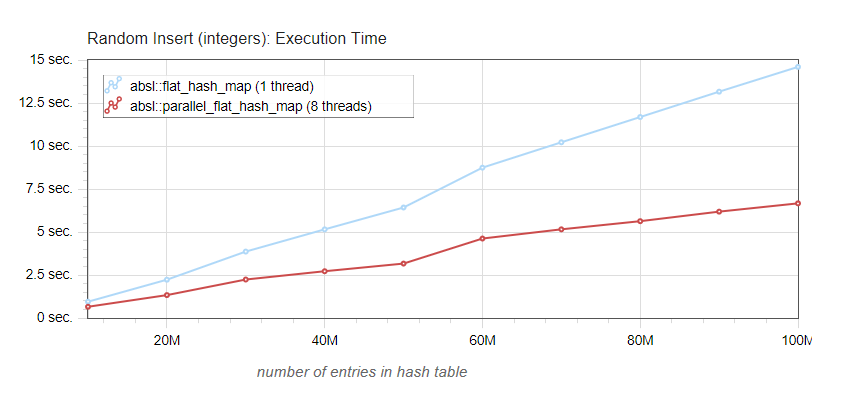 Random Insert (integers): Execution Time
15 sec.
absl::flat_hash_map (1 thread)
absl::parallel_flat_hash_map (8 threads)
12.5 sec.
10 sec.
7.5 sec.
5 sec.
2.5 sec.
0 sec.
20M 40M 60M 80M 100M
number of entries in hash table